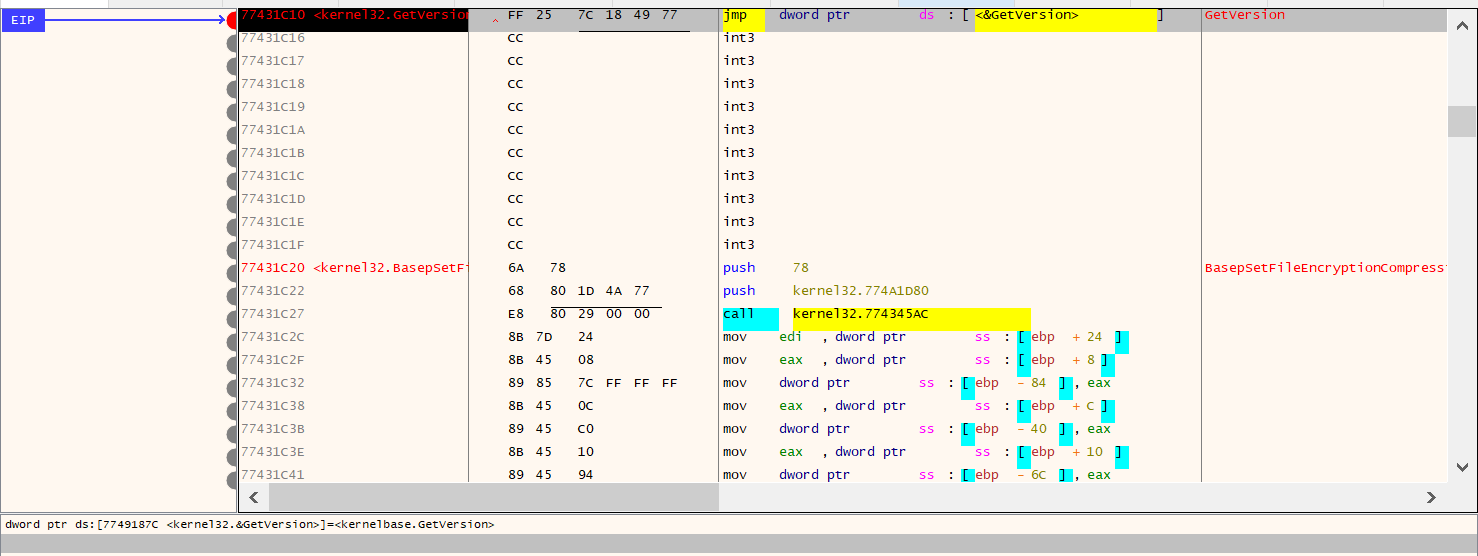 EIP 77431C10 <kernel32.GetVersion FF 25 7C 18 49 77 jmp dword ptr ds : [ <&GetVersion> ] GetVersion
77431C16 CC int3
77431C17 CC int3
77431C18 CC int3
77431C19 CC int3
77431C1A CC int3
77431C1B CC int3
77431C1C CC int3
77431C1D CC int3
77431C1E CC int3
77431C1F CC int3
77431C20 <kernel32.BasepSetFi 6A 78 push 78 BasepSetFileEncryptionCompress
77431C22 68 80 1D 4A 77 push kernel32.774A1D80
77431C27 E8 80 29 00 00 call kernel32.774345AC
77431C2C 8B 7D 24 mov edi , dword ptr ss : [ ebp + 24 ]
77431C2F 8B 45 08 mov eax , dword ptr ss : [ ebp + 8 ]
77431C32 89 85 7C FF FF FF mov dword ptr ss : [ ebp - 84 ] , eax
77431C38 8B 45 0C mov eax , dword ptr ss : [ ebp + C ]
77431C3B 89 45 C0 mov dword ptr ss : [ ebp - 40 ] , eax
77431C3E 8B 45 10 mov eax , dword ptr ss : [ ebp + 10 ]
77431C41 89 45 94 mov dword ptr ss : [ ebp - 6C ] , eax
dword ptr ds:[7749187C <kernel32.&GetVersion>]=<kernelbase.GetVersion>